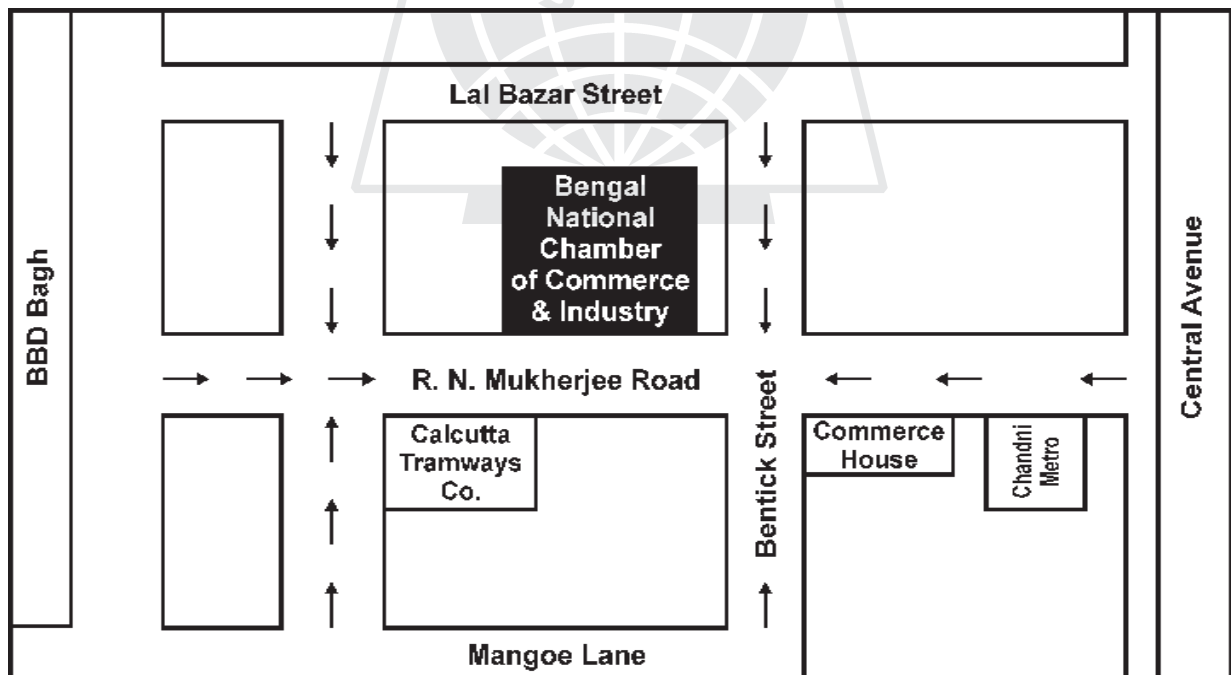 Lal Bazar Street
BBD Bagh
Bengal
National
Chamber
of Commerce
& Industry
Central Avenue
R. N. Mukherjee Road
Bentick Street
Calcutta
Tramways
Co.
Commerce
House
Chandni
Metro
Mangoe Lane